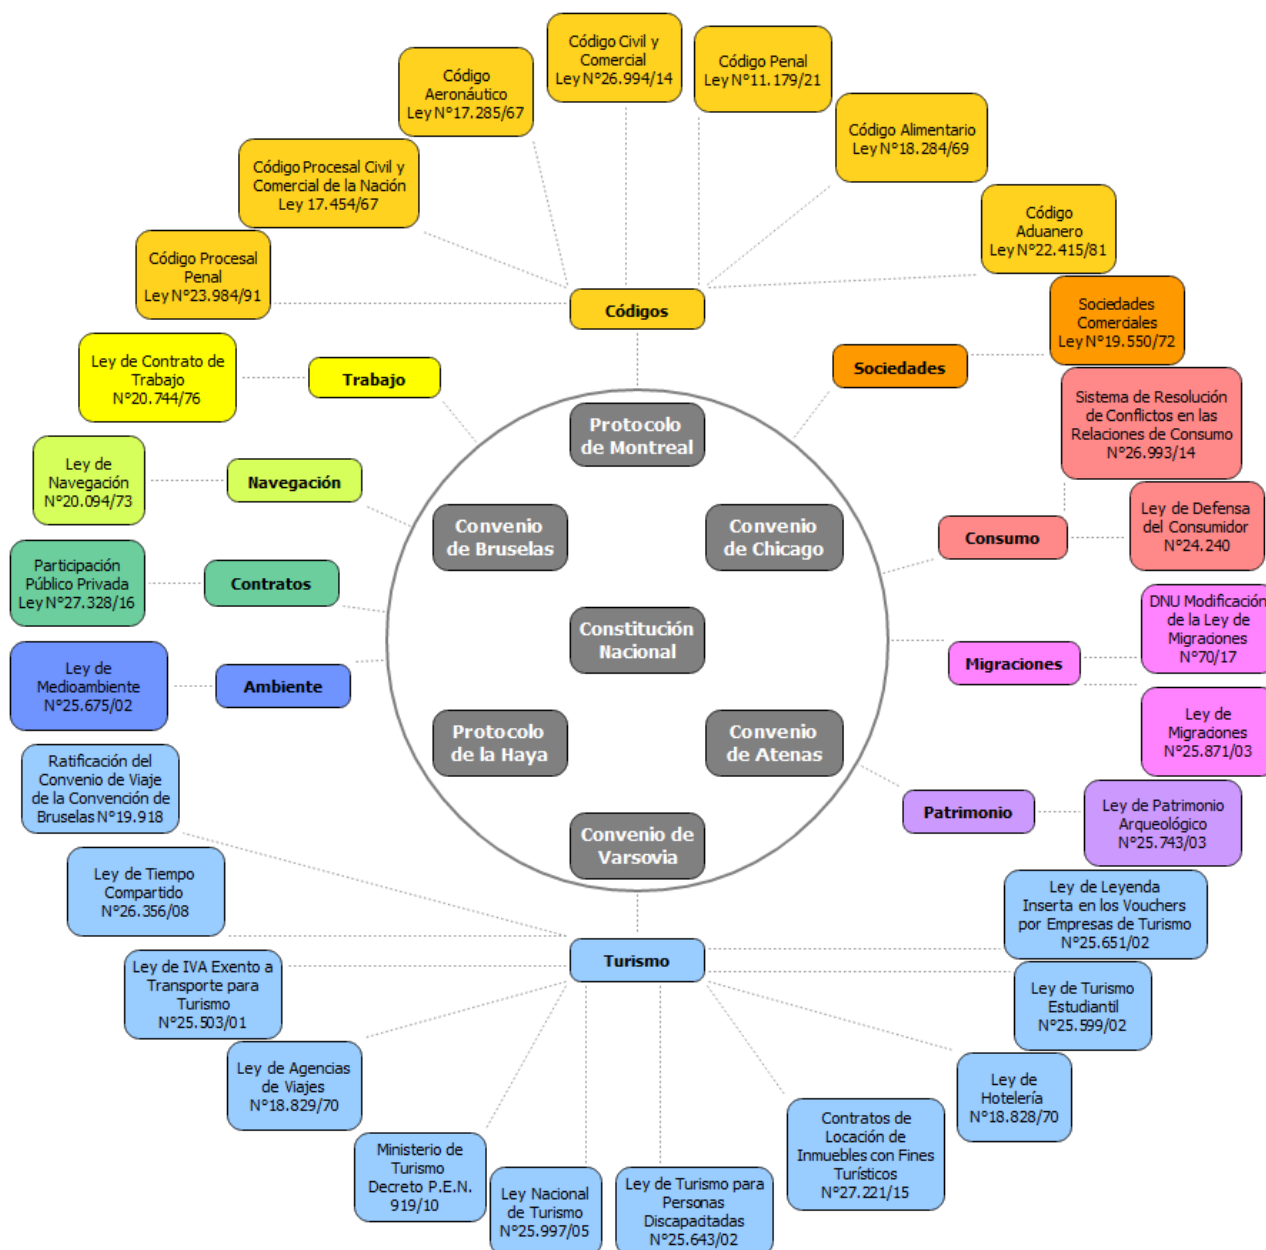 Código Civil y
Comercial
Ley N°26.994/14
Código Penal
Ley N°11.179/21
Código
Aeronáutico
Ley N°17.285/67
Código Alimentario
Ley N°18.284/69
Código Procesal Civil y
Comercial de la Nación
Ley 17.454/67
Código
Aduanero
Ley N°22.415/81
Código Procesal
Penal
Ley N°23.984/91
Códigos
Sociedades
Comerciales
Ley N°19.550/72
Sociedades
Ley de Contrato de
Trabajo
N°20.744/76
Trabajo
Sistema de Resolución
de Conflictos en las
Relaciones de Consumo
N°26.993/14
Protocolo
de Montreal
Ley de
Navegación
N°20.094/73
Navegación
Convenio
de Bruselas
Convenio
de Chicago
Consumo
Ley de Defensa
del Consumidor
N°24.240
Participación
Público Privada
Ley N°27.328/16
Contratos
Constitución
Nacional
DNU Modificación
de la Ley de
Migraciones
N°70/17
Migraciones
Ley de
Medioambiente
N°25.675/02
Ambiente
Ley de
Migraciones
N°25.871/03
Protocolo
de la Haya
Convenio
de Atenas
Ratificación del
Convenio de Viaje
de la Convención de
Bruselas N°19.918
Patrimonio
Ley de Patrimonio
Arqueológico
N°25.743/03
Convenio de
Varsovia
Ley de Tiempo
Compartido
N°26.356/08
Ley de Leyenda
Inserta en los Vouchers
por Empresas de Turismo
N°25.651/02
Turismo
Ley de IVA Exento a
Transporte para
Turismo
N°25.503/01
Ley de Turismo
Estudiantil
N°25.599/02
Ley de Agencias
de Viajes
N°18.829/70
Ley de
Hotelería
N°18.828/70
Ministerio de
Turismo
Decreto P.E.N.
919/10
Ley Nacional
de Turismo
N°25.997/05
Ley de Turismo para
Personas
Discapacitadas
N°25.643/02
Contratos de
Locación de
Inmuebles con Fines
Turísticos
N°27.221/15